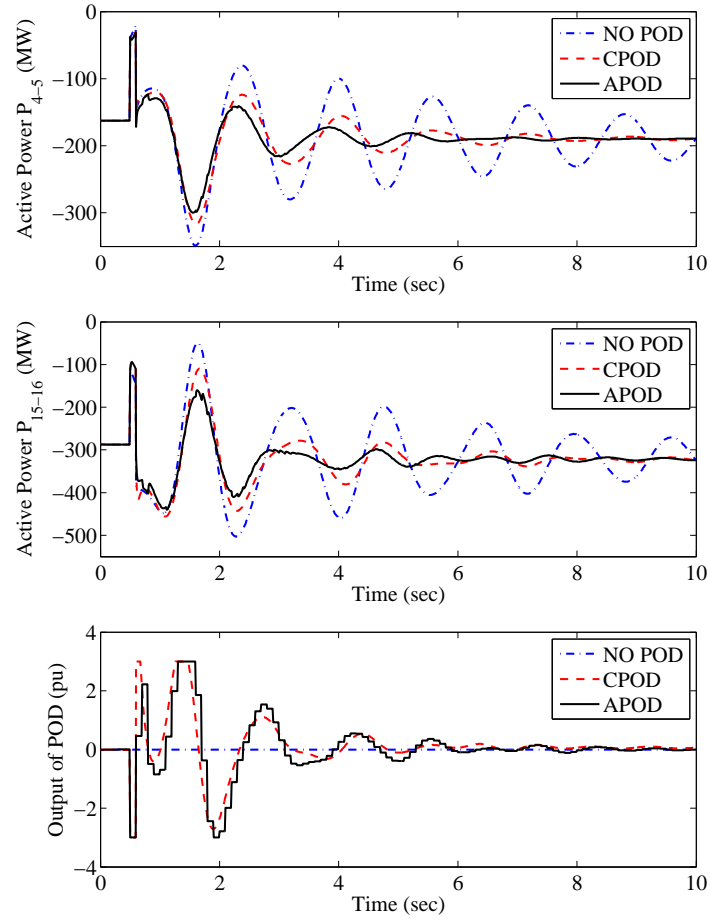 Active Power P4−5 (MW)
−100
−200
−300
0
2
4
6
8
10
Time (sec)
NO POD
CPOD
APOD
Active Power P15−16 (MW)
0
−100
−200
−300
−400
−500
0
2
4
6
8
10
Time (sec)
NO POD
CPOD
APOD
Output of POD (pu)
4
2
0
−2
−4
0
2
4
6
8
10
Time (sec)
NO POD
CPOD
APOD